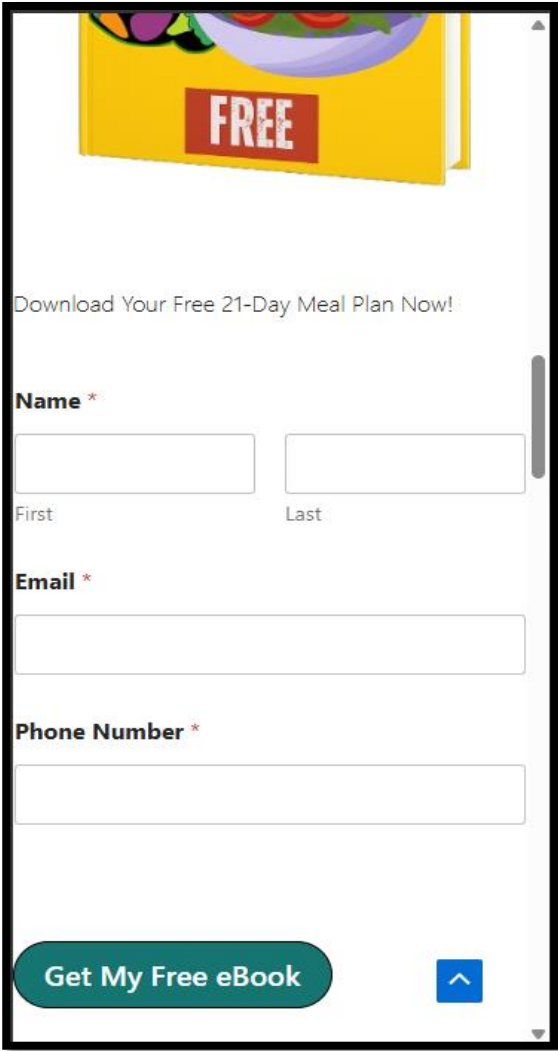 FREE
Download Your Free 21-Day Meal Plan Now!
Name *
First Last
Email *
Phone Number *
Get My Free eBook